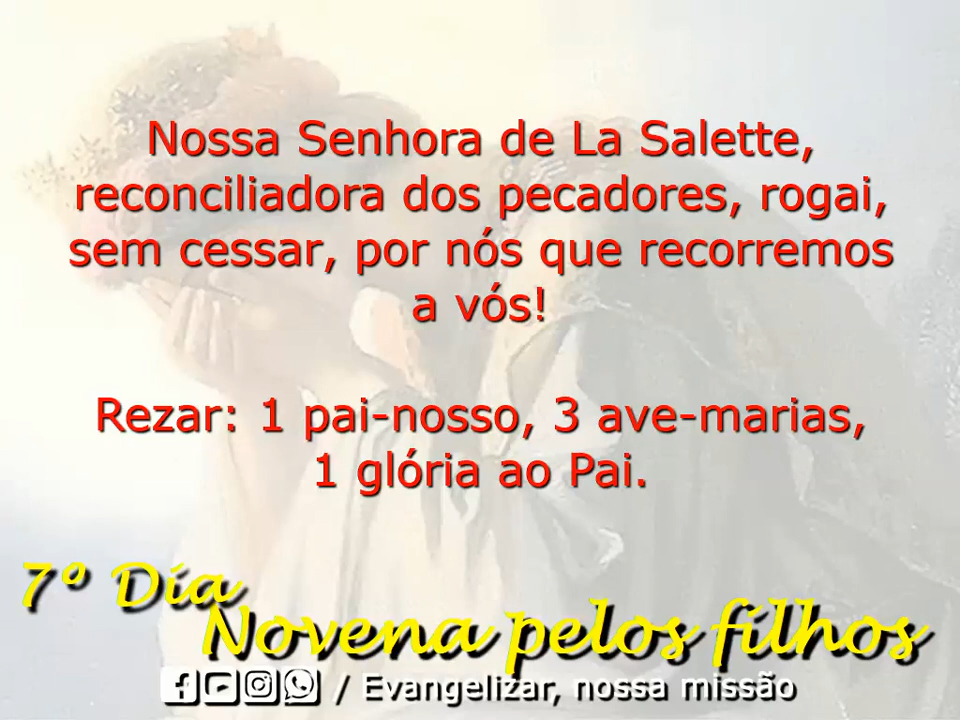 Nossa Senhora de La Salette,
reconciliadora dos pecadores, rogai,
sem cessar, por nós que recorremos
a vós!
Rezar: 1 pai-nosso, 3 ave-marias,
1 glória ao Pai.
7º Dia
Novena pelos filhos
/ Evangelizar, nossa missão